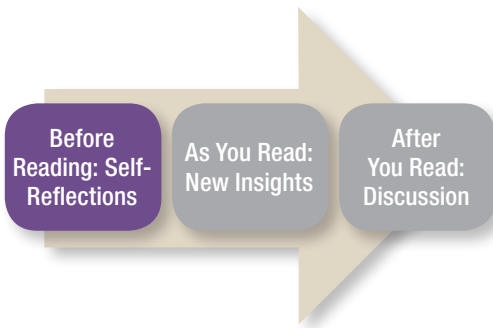 Before
Reading: Self-
Reflections
As You Read:
New Insights
After
You Read:
Discussion